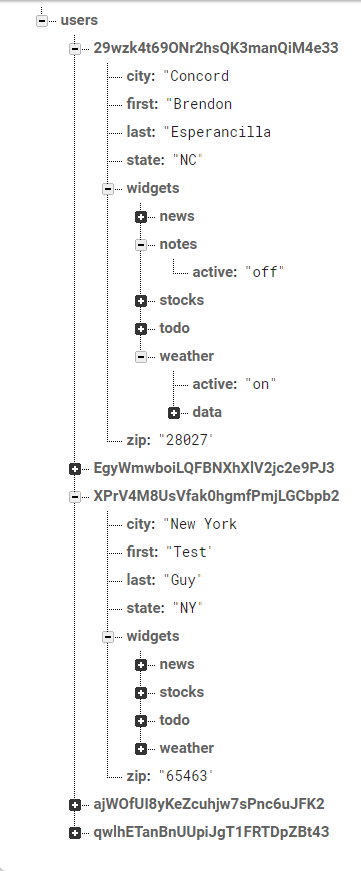 users
29wzk4t69ONr2hsQK3manQiM4e33
city: "Concord
first: "Brendon
last: "Esperancilla
state: "NC"
widgets
news
notes
active: "off"
stocks
todo
weather
active: "on"
data
zip: "28027"
EgyWmwboiLQFBNXhXlV2jc2e9PJ3
XPrV4M8UsVfak0hgmfPmjLGCbpb2
city: "New York
first: "Test'
last: "Guy"
state: "NY"
widgets
news
stocks
todo
weather
zip: "65463"
ajWOfUI8yKeZcuhjw7sPnc6uJFK2
qwlhETanBnUUpiJgT1FRTDpZBt43